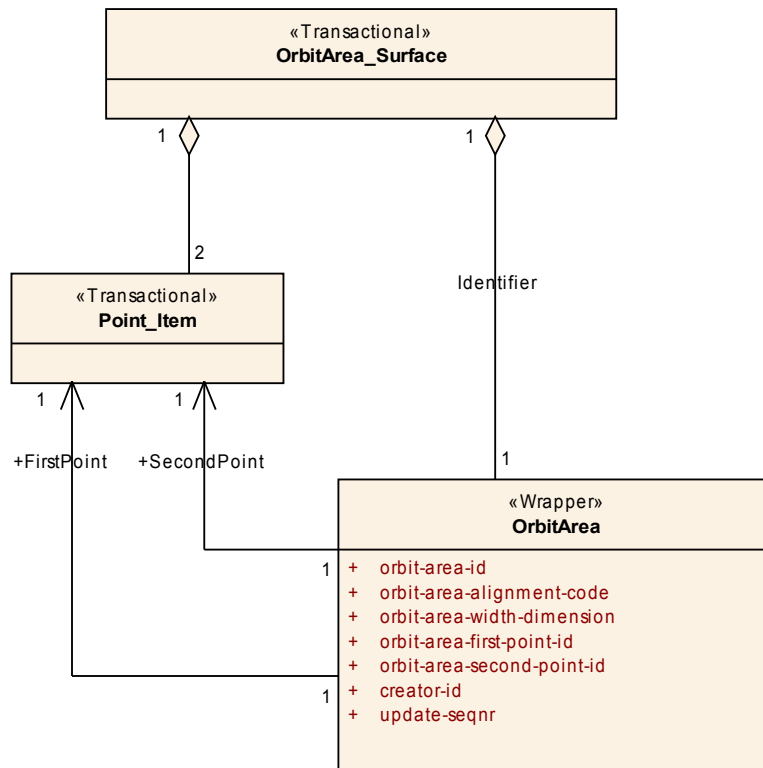 «Transactional»
OrbitArea_Surface
1
1
2
«Transactional»
Point_Item
Identifier
1
1
+FirstPoint
+SecondPoint
1
«Wrapper»
OrbitArea
1
+ orbit-area-id
+ orbit-area-alignment-code
+ orbit-area-width-dimension
+ orbit-area-first-point-id
+ orbit-area-second-point-id
1
+ creator-id
+ update-seqnr